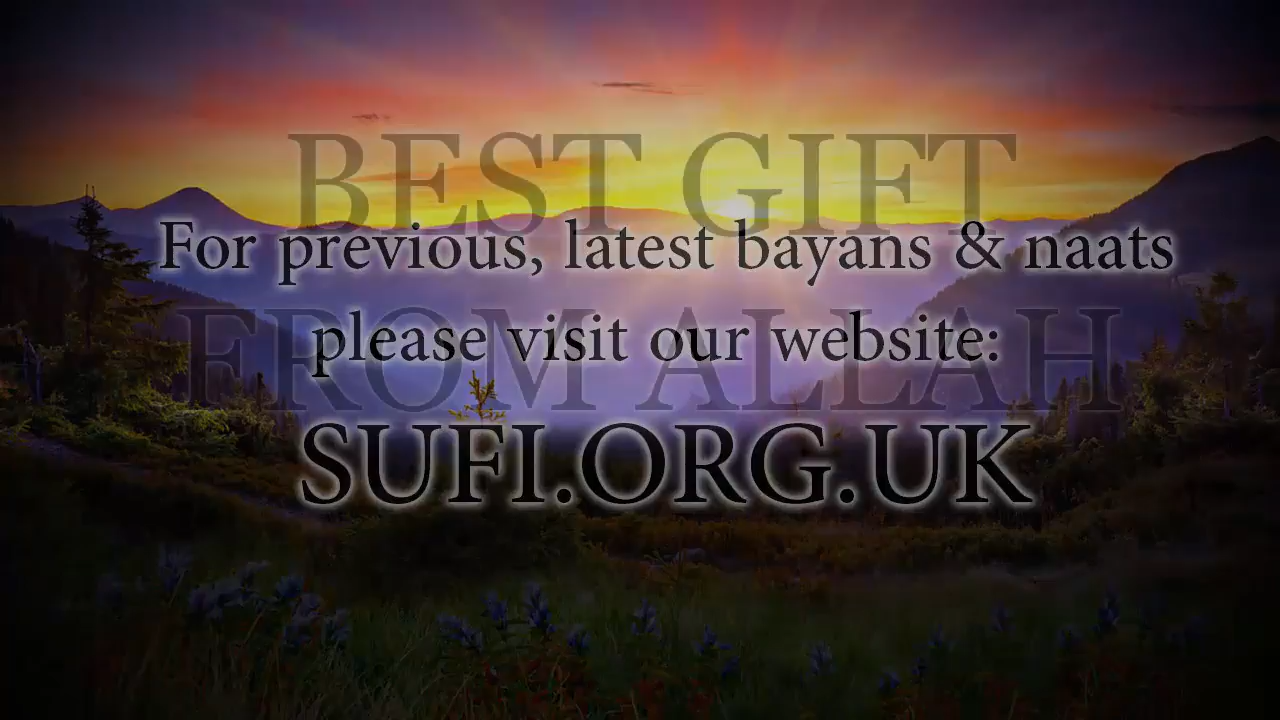 BEST GIFT
For previous, latest bayans & naats
FROM ALLAH
please visit our website:
SUFI.ORG.UK